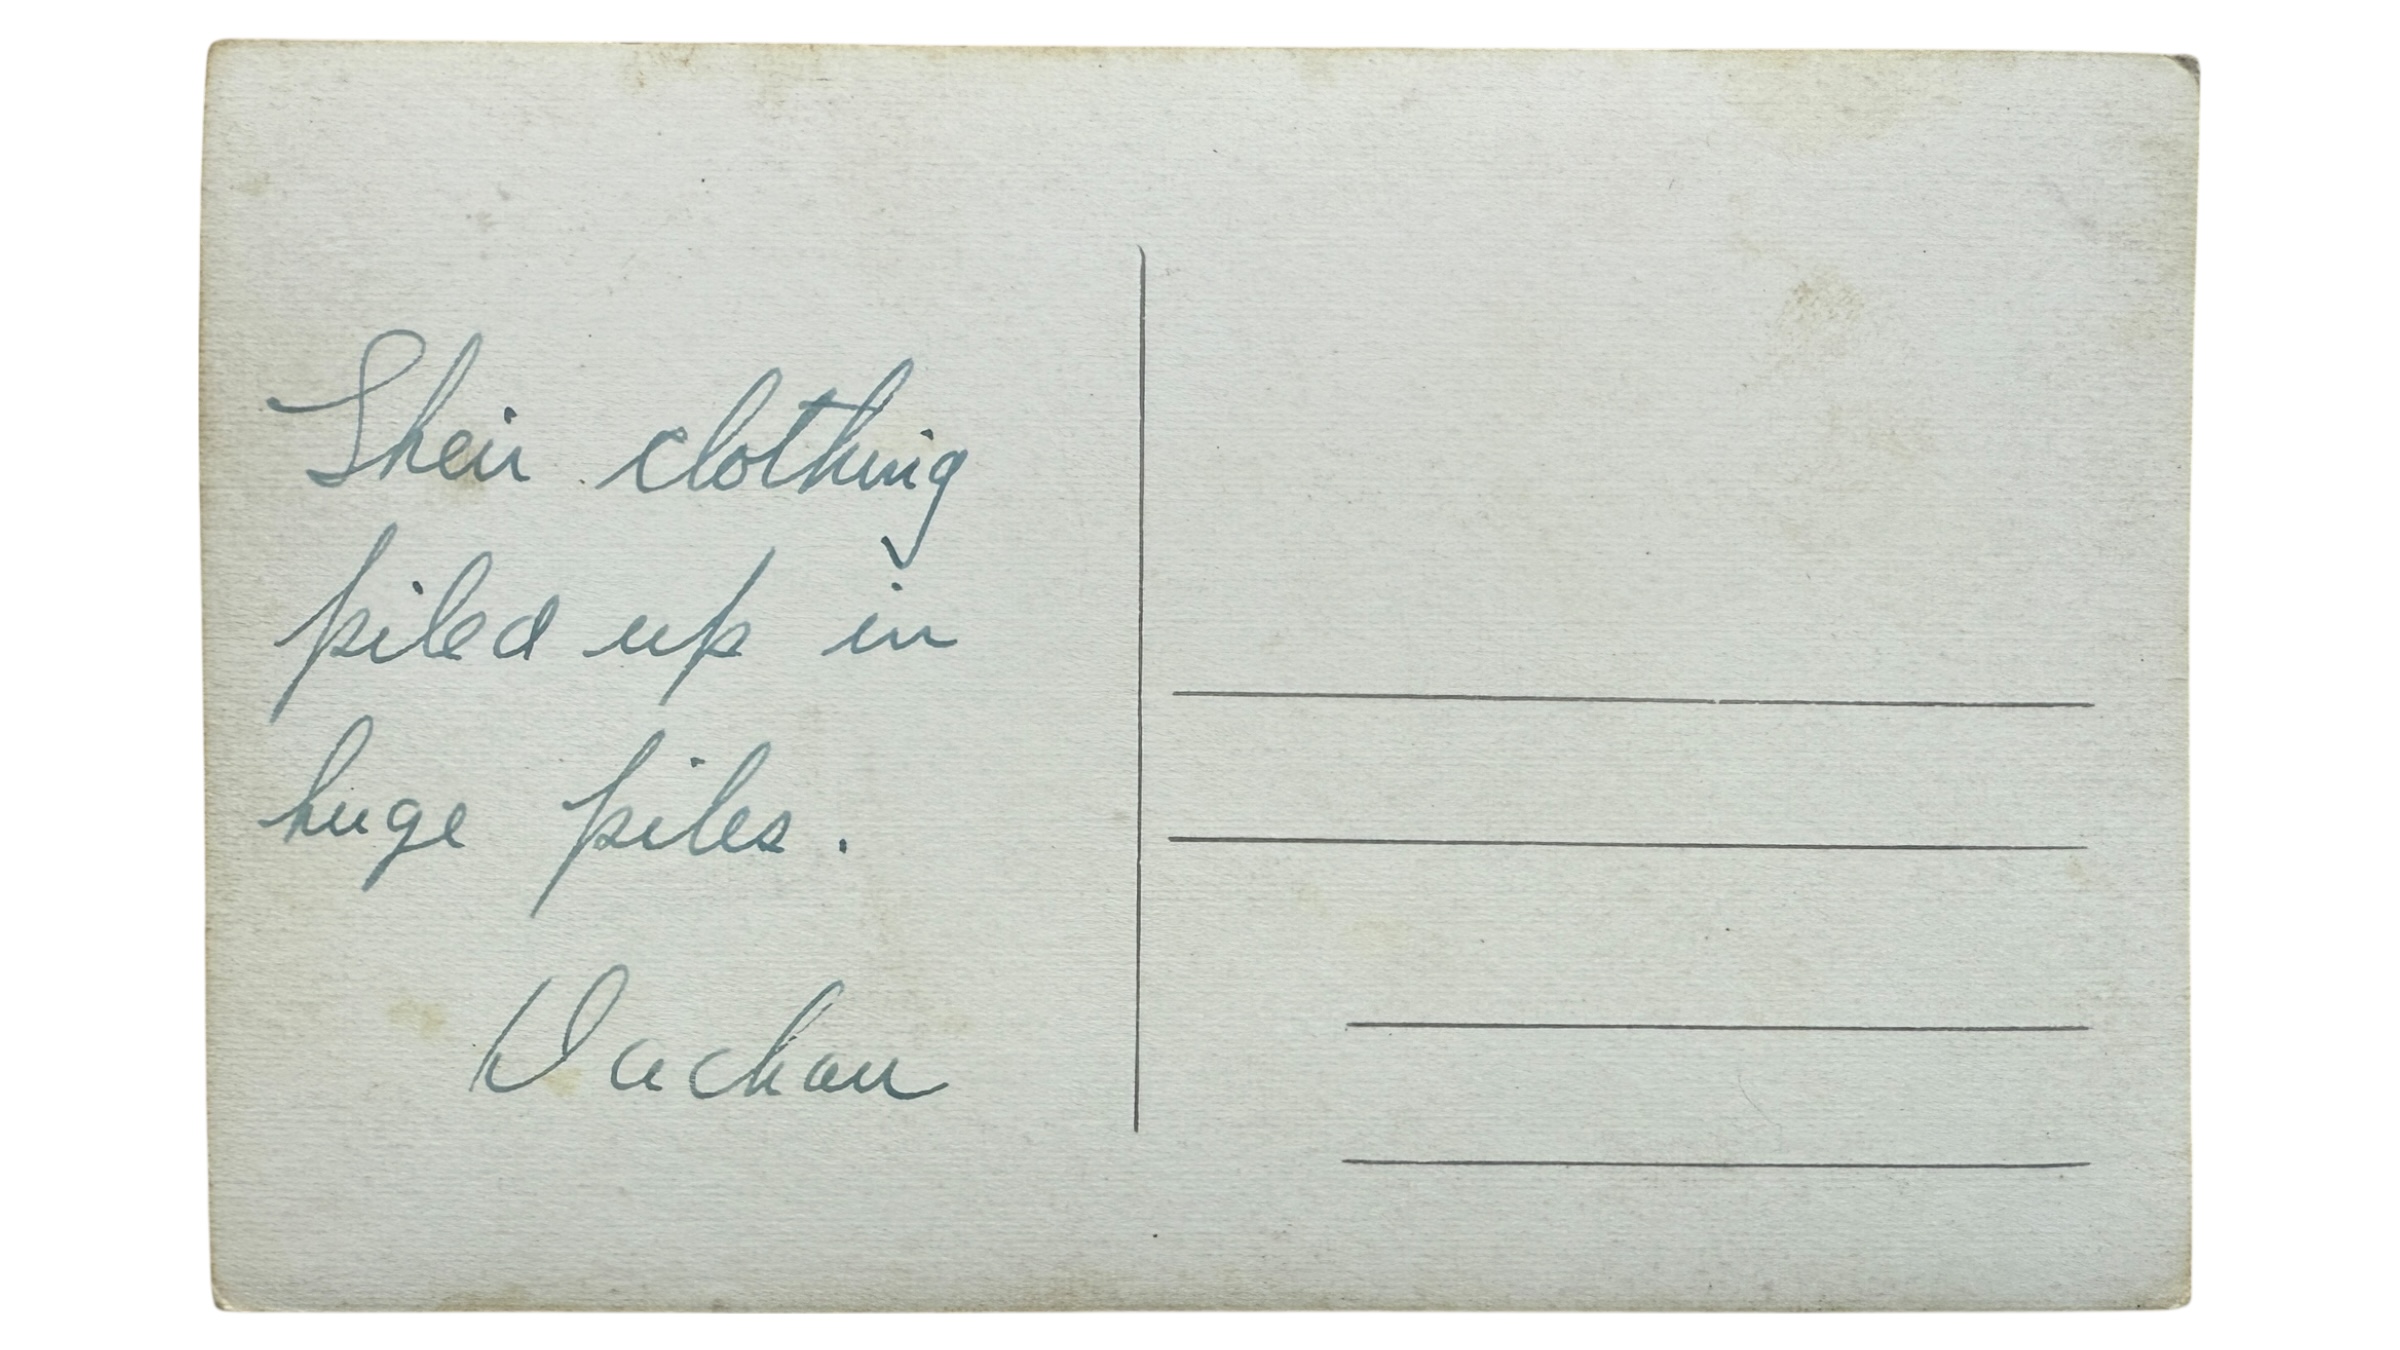 Their clothing
piled up in
huge piles.
Dachau